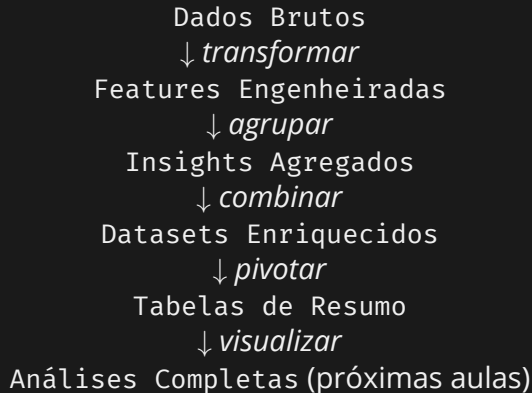 Dados Brutos
↓ transformar
Features Engenheiradas
↓ agrupar
Insights Agregados
↓ combinar
Datasets Enriquecidos
↓ pivotar
Tabelas de Resumo
↓ visualizar
Análises Completas (próximas aulas)